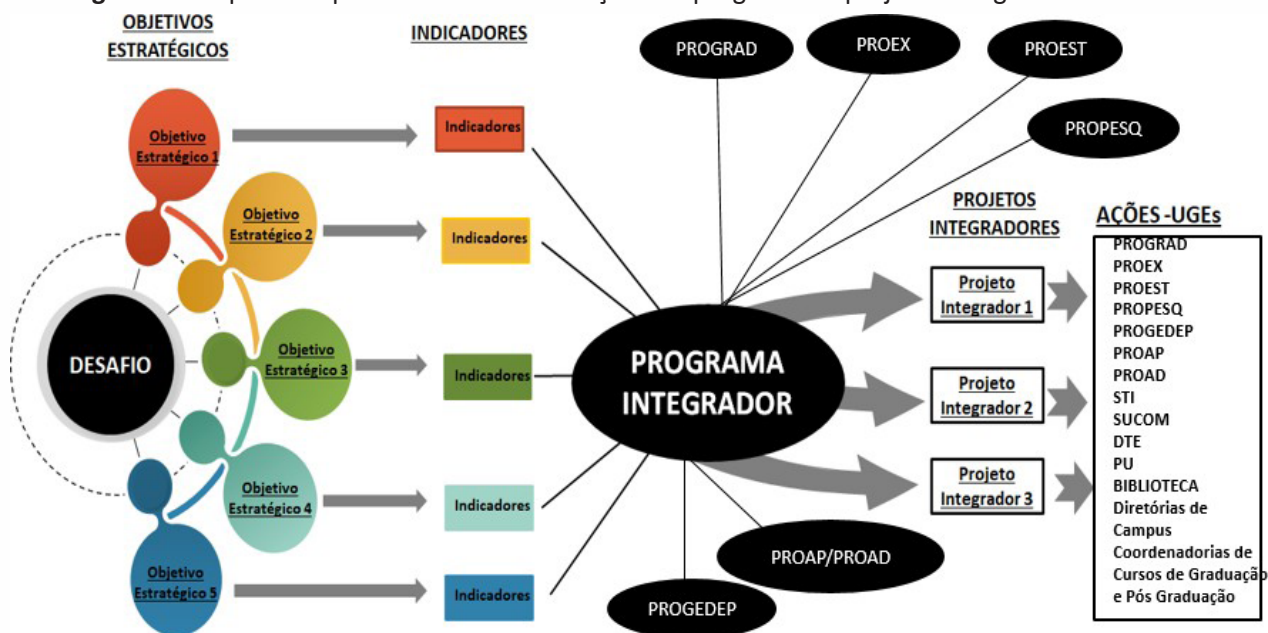 OBJETIVOS
ESTRATÉGICOS
INDICADORES
PROGRAD
PROEX
PROEST
PROPESQ
Objetivo
Estratégico 1
Indicadores
Objetivo
Estratégico 2
Indicadores
Objetivo
Estratégico 3
Indicadores
Objetivo
Estratégico 4
Indicadores
Objetivo
Estratégico 5
Indicadores
DESAFIO
PROGRAMA
INTEGRADOR
PROAP/PROAD
PROGEDEP
PROJETOS
INTEGRADORES
Projeto
Integrador 1
Projeto
Integrador 2
Projeto
Integrador 3
AÇÕES -UGEs
PROGRAD
PROEX
PROEST
PROPESQ
PROGEDEP
PROAP
PROAD
STI
SUCOM
DTE
PU
BIBLIOTECA
Diretórias de
Campus
Coordenadorias de
Cursos de Graduação
e Pós Graduação